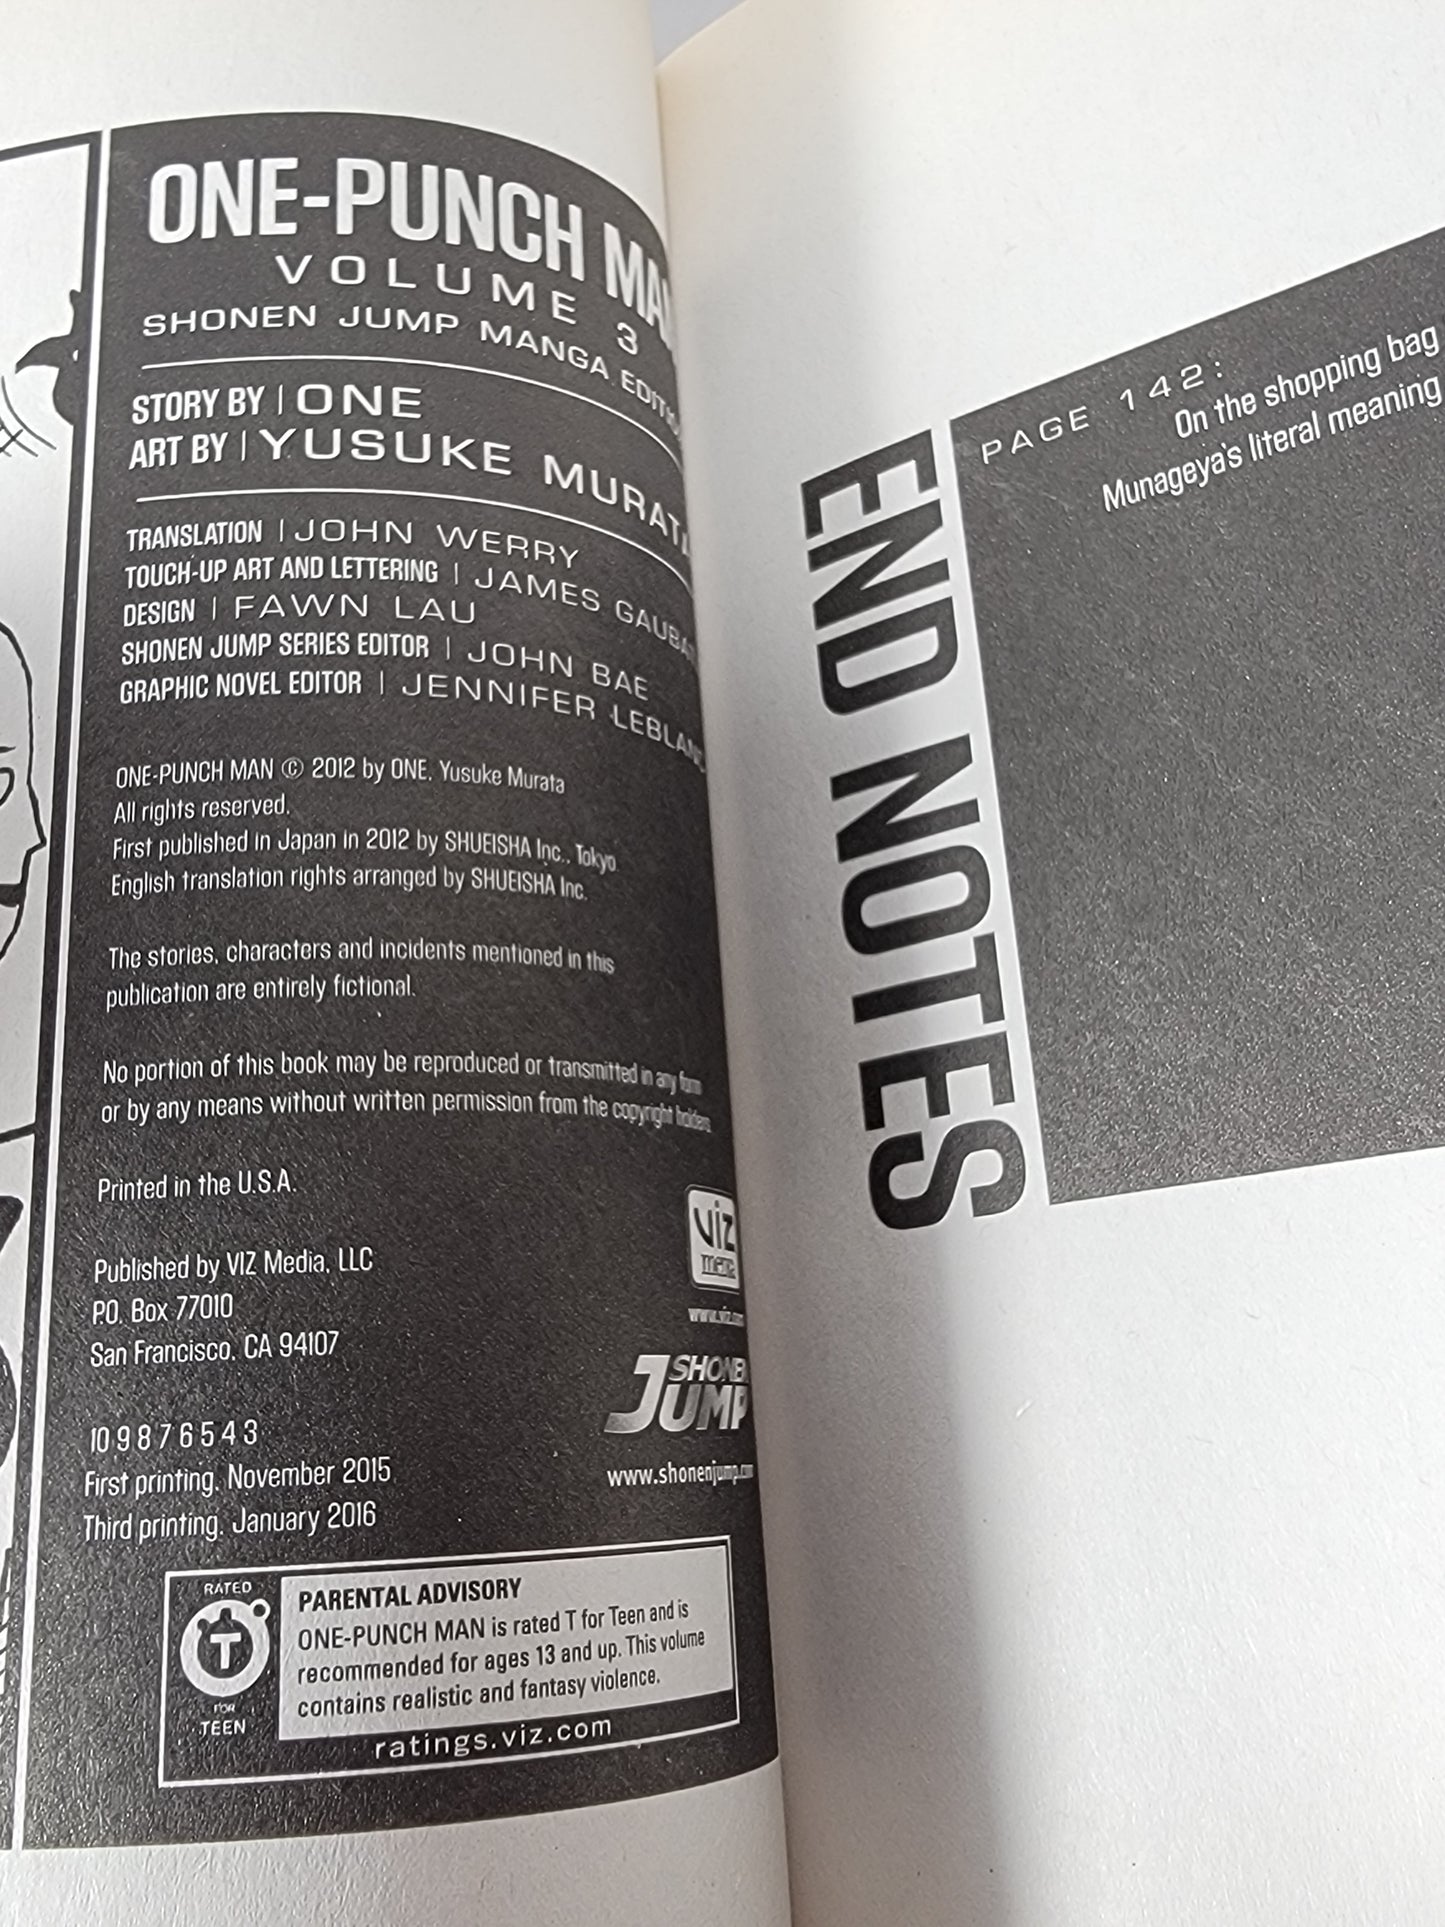 ONE-PUNCH MAN
VOLUME 3
SHONEN JUMP MANGA EDITION
STORY BY | ONE
ART BY | YUSUKE MURATA
TRANSLATION | JOHN WERRY
TOUCH-UP ART AND LETTERING | JAMES
DESIGN | FAWN LAU
SHONEN JUMP SERIES EDITOR | JOHN BAE
GRAPHIC NOVEL EDITOR | JENNIFER LEBLANC
ONE-PUNCH MAN © 2012 by ONE, Yusuke Murata
All rights reserved.
First published in Japan in 2012 by SHUEISHA Inc., Tokyo.
English translation rights arranged by SHUEISHA Inc.
The stories, characters and incidents mentioned in this
publication are entirely fictional.
No portion of this book may be reproduced or transmitted in any form
or by any means without written permission from the copyright holders.
Printed in the U.S.A.
Published by VIZ Media, LLC
P.O. Box 77010
San Francisco, CA 94107
10 9 8 7 6 5 4 3
First printing, November 2015
Third printing, January 2016
viz
media
www.viz.com
SHONEN
JUMP
www.shonenjump.com
RATED
T
FOR
TEEN
PARENTAL ADVISORY
ONE-PUNCH MAN is rated T for Teen and is
recommended for ages 13 and up. This volume
contains realistic and fantasy violence.
ratings.viz.com
END NOTES
PAGE 142:
On the shopping bag
Munageya's literal meaning